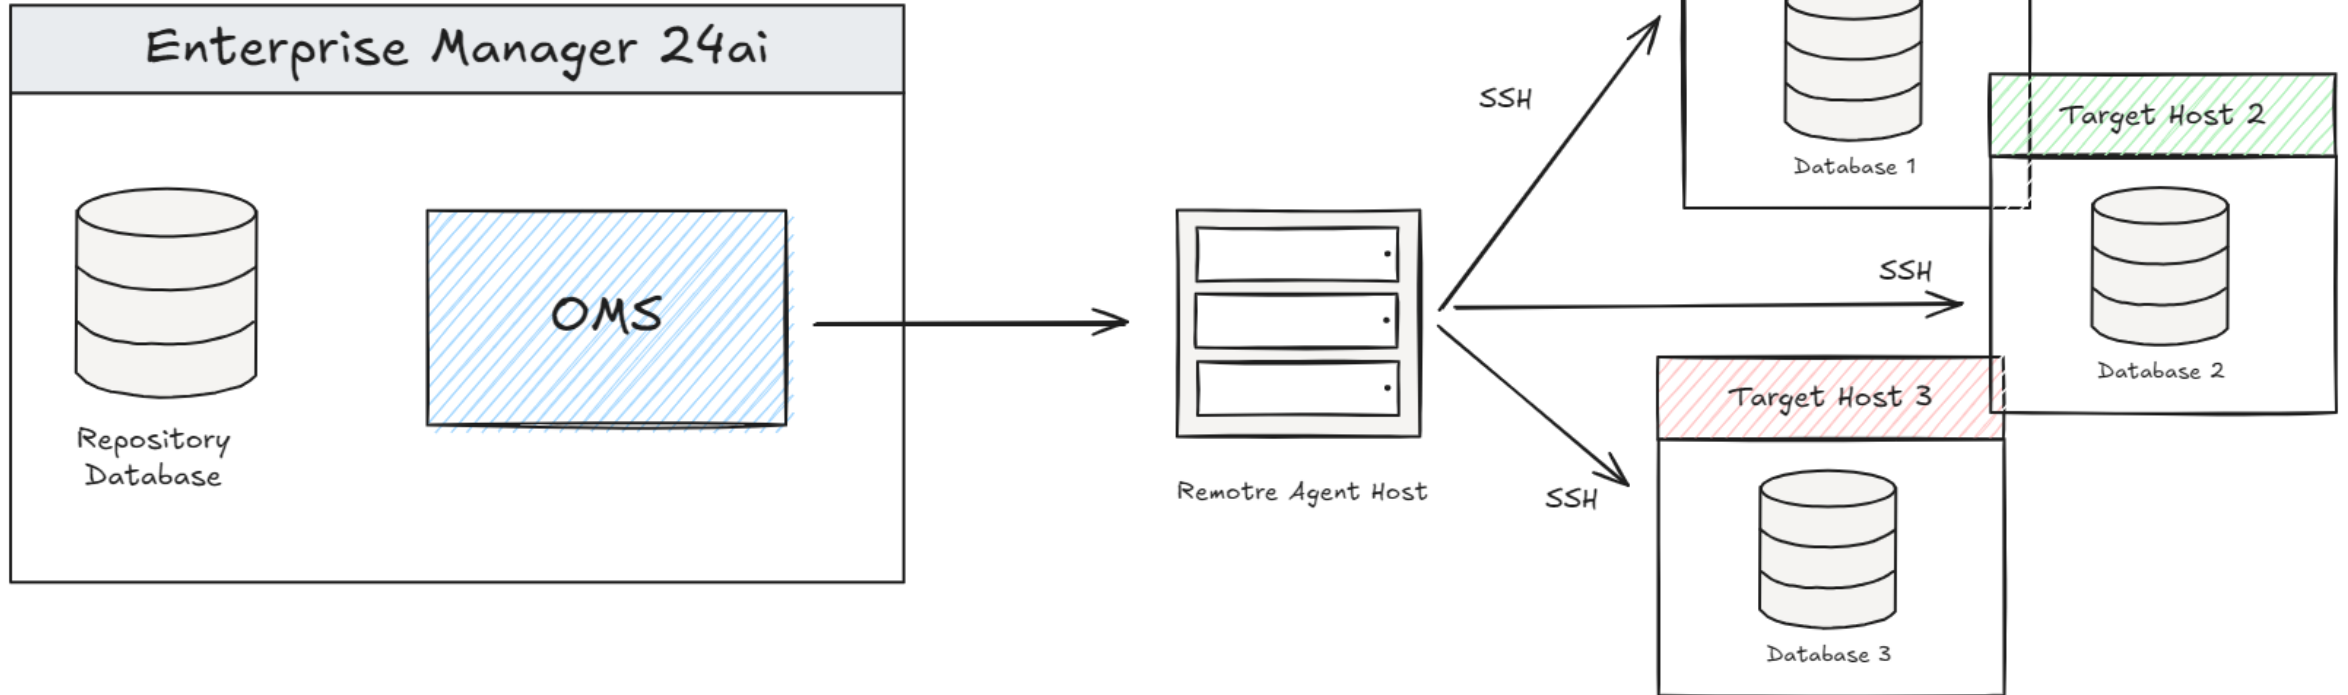 Enterprise Manager 24ai
Repository
Database
OMS
Remotre Agent Host
SSH
SSH
SSH
Database 1
Target Host 2
Database 2
Target Host 3
Database 3